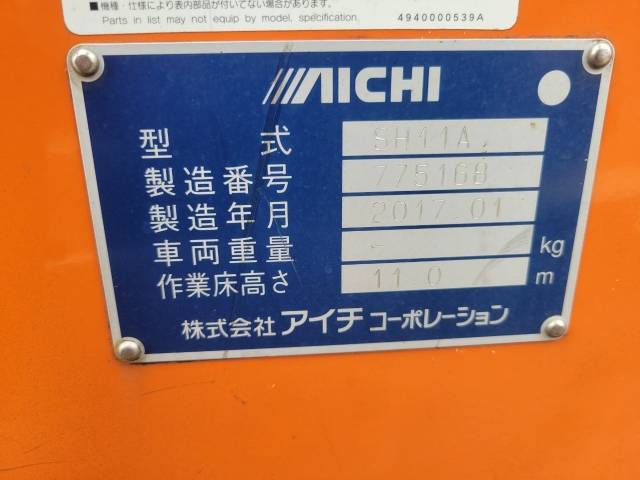 ■機種・仕様により表内部品が付いてない場合があります。
Parts in list may not equip by model, specification.
4940000539A
AICHI
型式 SH11A
製造番号 775168
製造年月 2017.01
車両重量 - kg
作業床高さ 11.0 m
株式会社 アイチ コーポレーション